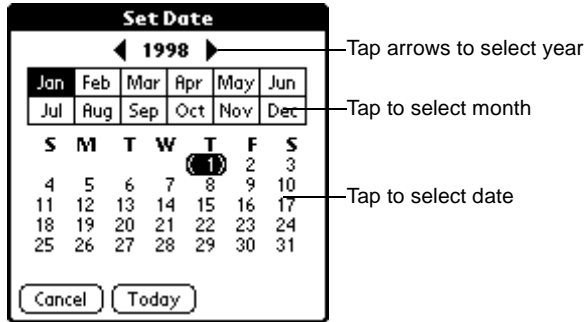 Set Date
1998
Tap arrows to select year
Jan Feb Mar Apr May Jun
Jul Aug Sep Oct Nov Dec
Tap to select month
S M T W T F S
1 2 3
4 5 6 7 8 9 10
Tap to select date
11 12 13 14 15 16 17
18 19 20 21 22 23 24
25 26 27 28 29 30 31
Cancel Today